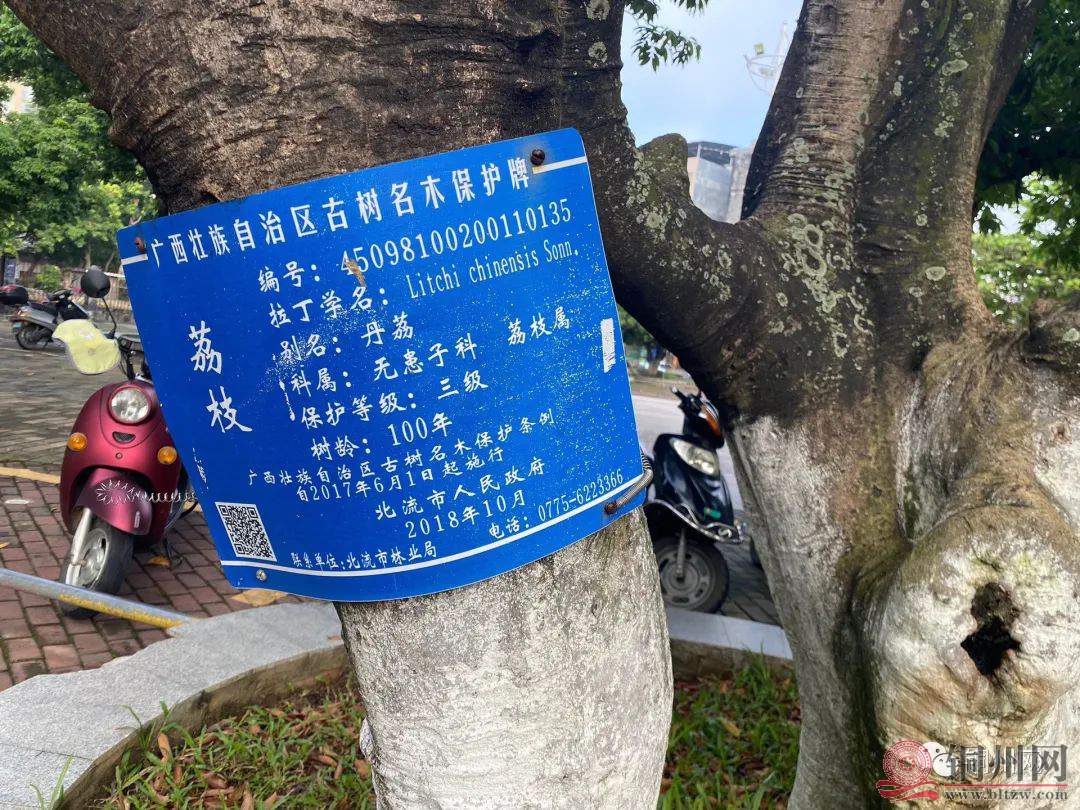 广西壮族自治区古树名木保护牌
编号：45098100200110135
拉丁学名：Litchi chinensis Sonn.
荔枝
别名：丹荔
科属：无患子科 荔枝属
保护等级：三级
树龄：100年
广西壮族自治区古树名木保护条例
自2017年6月1日起施行
北流市人民政府
2018年10月
联系单位：北流市林业局
电话：0775-6223366
铜州网
www.bltzw.com